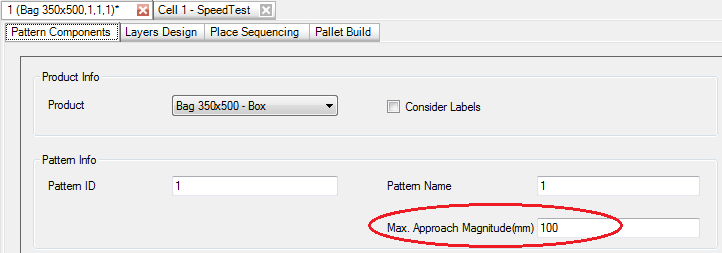 1 (Bag 350x500,1,1,1)* Cell 1 - SpeedTest
Pattern Components Layers Design Place Sequencing Pallet Build
Product Info
Product Bag 350x500 - Box Consider Labels
Pattern Info
Pattern ID 1 Pattern Name 1
Max. Approach Magnitude(mm) 100